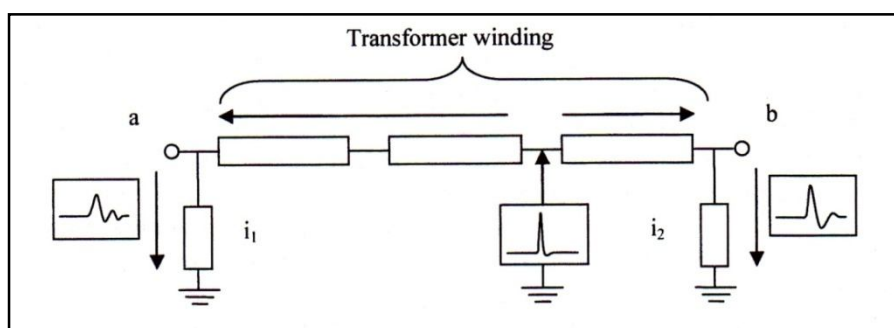 Transformer winding
a
b
i₁
i₂